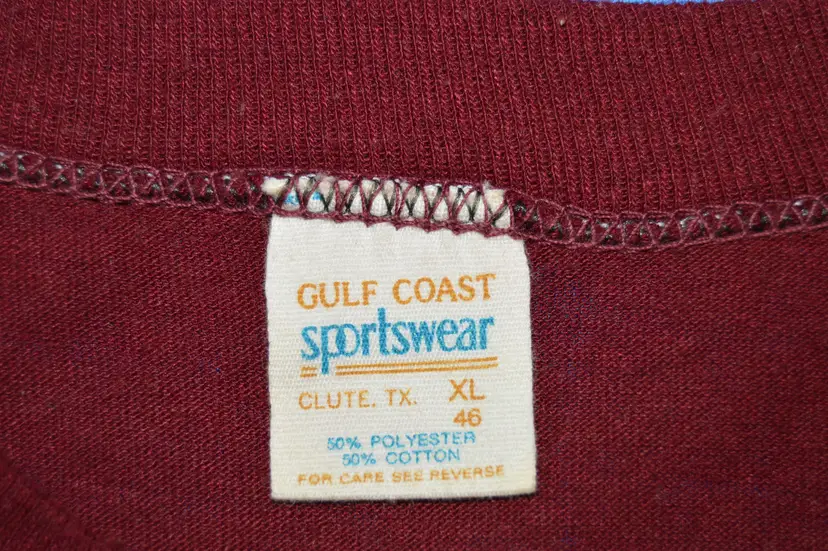 GULF COAST
sportswear
CLUTE, TX. XL
46
50% POLYESTER
50% COTTON
FOR CARE SEE REVERSE